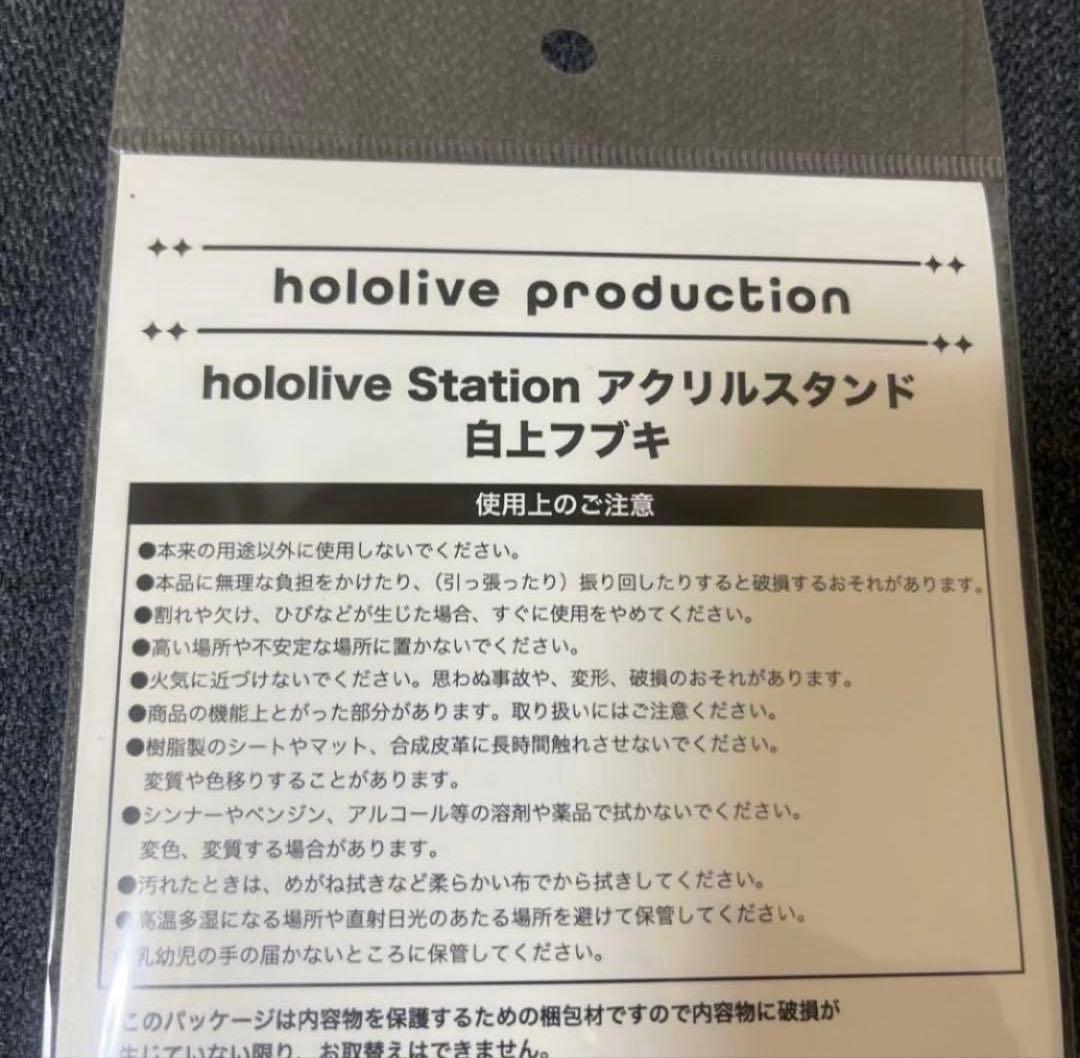 hololive production
hololive Station アクリルスタンド
白上フブキ
使用上のご注意
●本来の用途以外に使用しないでください。
●本品に無理な負担をかけたり、(引っ張ったり)振り回したりすると破損するおそれがあります。
●割れや欠け、ひびなどが生じた場合、すぐに使用をやめてください。
●高い場所や不安定な場所に置かないでください。
●火気に近づけないでください。思わぬ事故や、変形、破損のおそれがあります。
●商品の機能上とがった部分があります。取り扱いにはご注意ください。
●樹脂製のシートやマット、合成皮革に長時間触れさせないでください。
変質や色移りすることがあります。
●シンナーやベンジン、アルコール等の溶剤や薬品で拭かないでください。
変色、変質する場合があります。
●汚れたときは、めがね拭きなど柔らかい布でから拭きしてください。
●高温多湿になる場所や直射日光のあたる場所を避けて保管してください。
●乳幼児の手の届かないところに保管してください。
このパッケージは内容物を保護するための梱包材ですので内容物に破損が
生じていない限り、お取替えはできません。